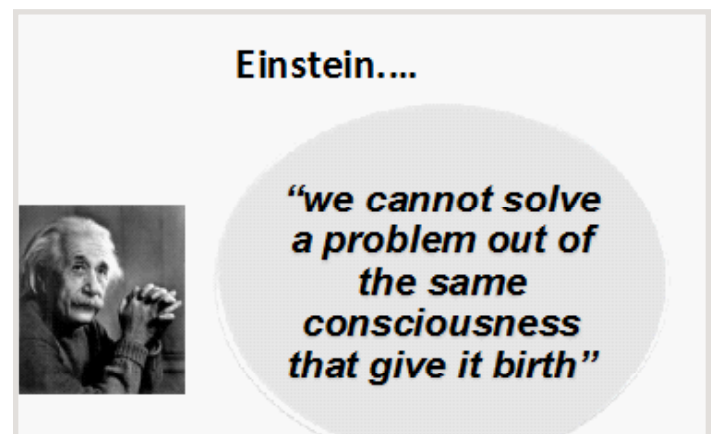 Einstein....
“we cannot solve
a problem out of
the same
consciousness
that give it birth”